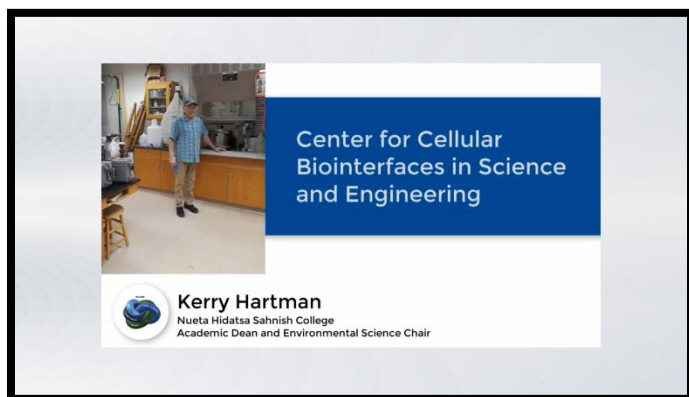 Center for Cellular
Biointerfaces in Science
and Engineering
Kerry Hartman
Nueta Hidatsa Sahnish College
Academic Dean and Environmental Science Chair